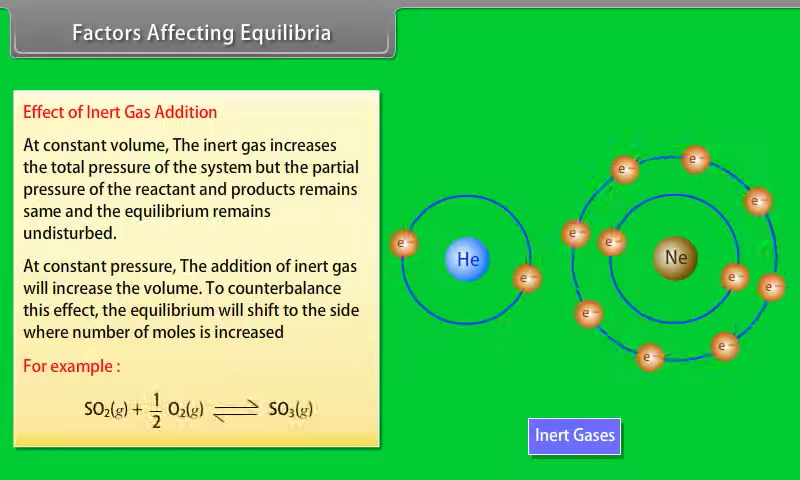 Factors Affecting Equilibria
Effect of Inert Gas Addition
At constant volume, The inert gas increases
the total pressure of the system but the partial
pressure of the reactant and products remains
same and the equilibrium remains
undisturbed.
At constant pressure, The addition of inert gas
will increase the volume. To counterbalance
this effect, the equilibrium will shift to the side
where number of moles is increased
For example :
SO₂(g) + 1/2 O₂(g) ⇌ SO₃(g)
e⁻
He
e⁻
e⁻
e⁻
e⁻
e⁻
e⁻
Ne
e⁻
e⁻
e⁻
e⁻
e⁻
Inert Gases